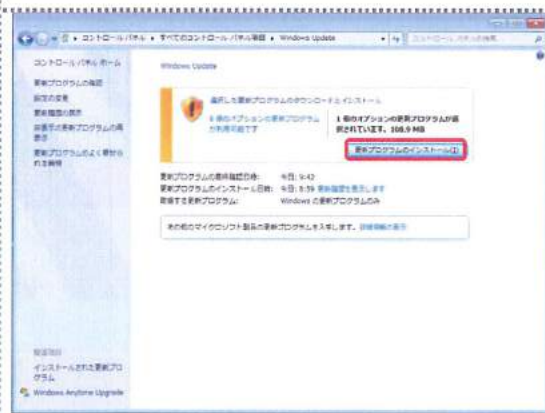 コントロール パネル ▸ すべてのコントロール パネル項目 ▸ Windows Update
コントロール パネルの検索
コントロール パネル ホーム
更新プログラムの確認
設定の変更
更新履歴の表示
非表示の更新プログラムの再表示
更新プログラムのよく寄せられる質問
Windows Update
選択した更新プログラムのダウンロードとインストール
1 個のオプションの更新プログラムが利用可能です
1 個のオプションの更新プログラムが選択されています、108.9 MB
更新プログラムのインストール(I)
更新プログラムの最終確認日時: 今日: 9:42
更新プログラムのインストール日時: 今日: 8:59 更新履歴を表示します
取得する更新プログラム: Windows の更新プログラムのみ
その他のマイクロソフト製品の更新プログラムを入手します。詳細情報の表示
関連項目
インストールされた更新プログラム
Windows Anytime Upgrade